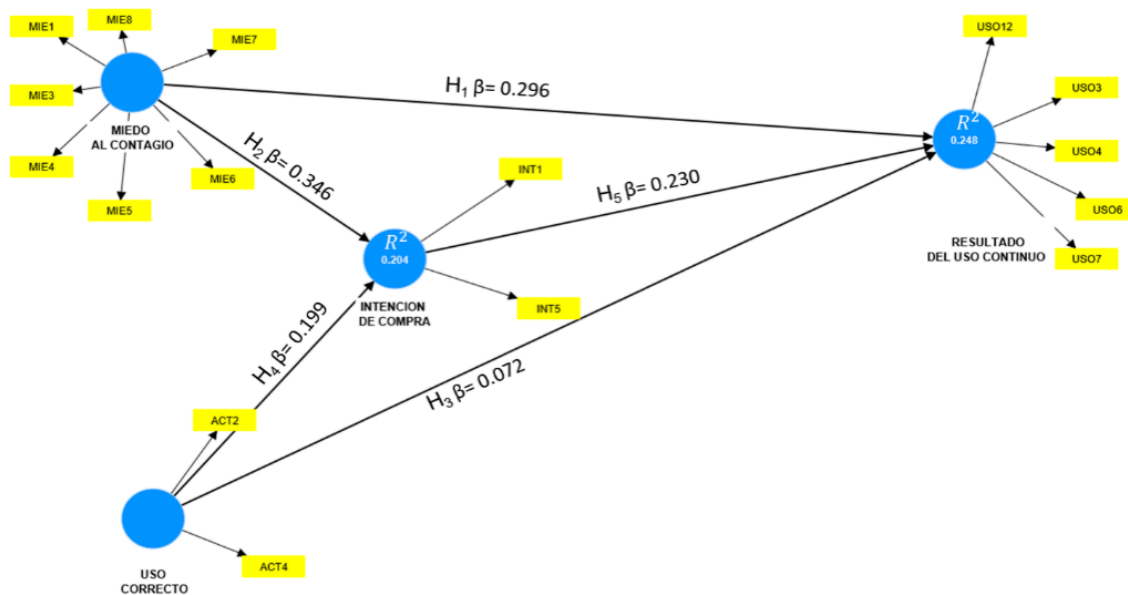 MIE1
MIE8
MIE7
MIE3
MIEDO
AL CONTAGIO
MIE4
MIE5
MIE6
H₁ β= 0.296
H₂ β= 0.346
USO12
USO3
USO4
USO6
USO7
R²
0.248
RESULTADO
DEL USO CONTINUO
INT1
H₅ β= 0.230
R²
0.204
INTENCION
DE COMPRA
INT5
H₄ β= 0.199
H₃ β= 0.072
ACT2
ACT4
USO
CORRECTO